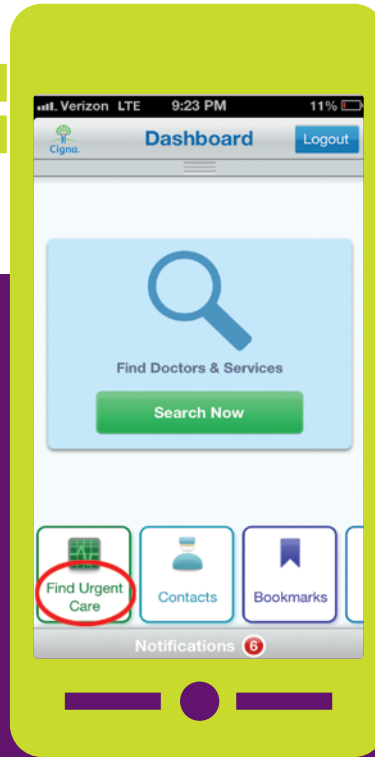 Verizon LTE 9:23 PM 11%
Cigna. Dashboard Logout
Find Doctors & Services
Search Now
Find Urgent Care
Contacts
Bookmarks
Notifications 6